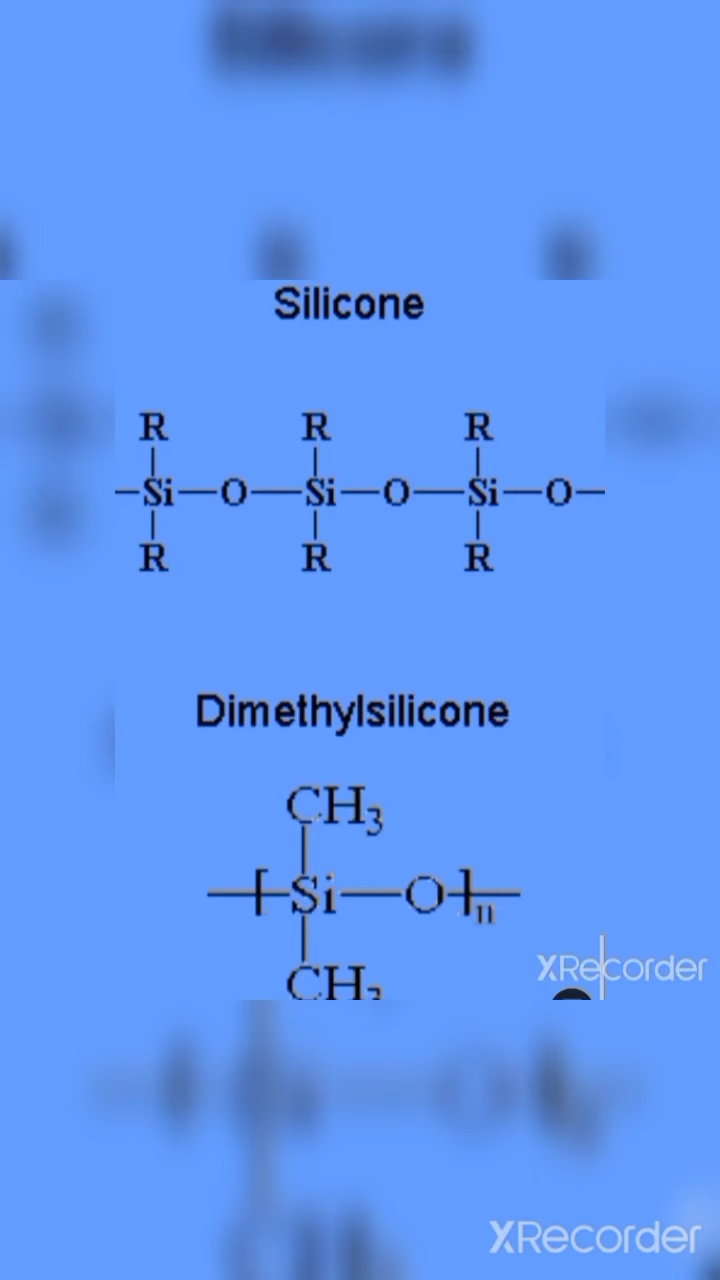 Silicone
R R R
Si—O—Si—O—Si—O
R R R
Dimethylsilicone
CH₃
[Si—O]ₙ
CH₃
XRecorder
XRecorder